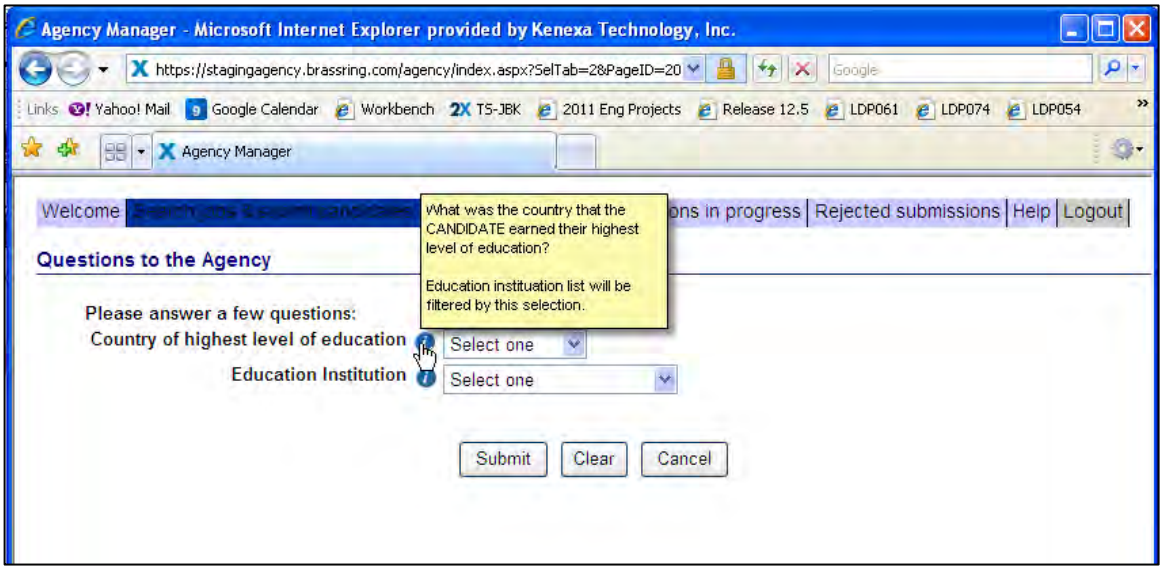 Agency Manager - Microsoft Internet Explorer provided by Kenexa Technology, Inc.
X https://stagingagency.brassring.com/agency/index.aspx?SelTab=2&PageID=20 Google
Links Yahoo! Mail 9 Google Calendar Workbench 2X TS-JBK 2011 Eng Projects Release 12.5 LDP061 LDP074 LDP054 »
X Agency Manager
Welcome ons in progress Rejected submissions Help Logout
What was the country that the
CANDIDATE earned their highest
level of education?
Education instituation list will be
filtered by this selection.
Questions to the Agency
Please answer a few questions:
Country of highest level of education Select one
Education Institution i Select one
Submit Clear Cancel